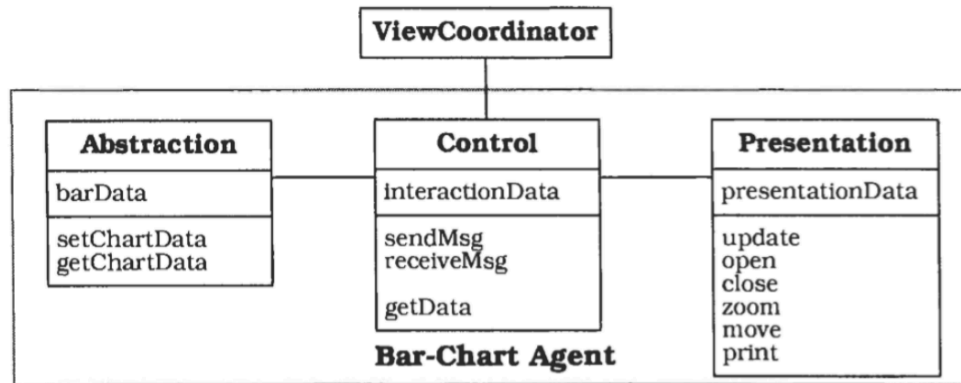 ViewCoordinator
Abstraction
barData
setChartData
getChartData
Control
interactionData
sendMsg
receiveMsg
getData
Presentation
presentationData
update
open
close
zoom
move
print
Bar-Chart Agent